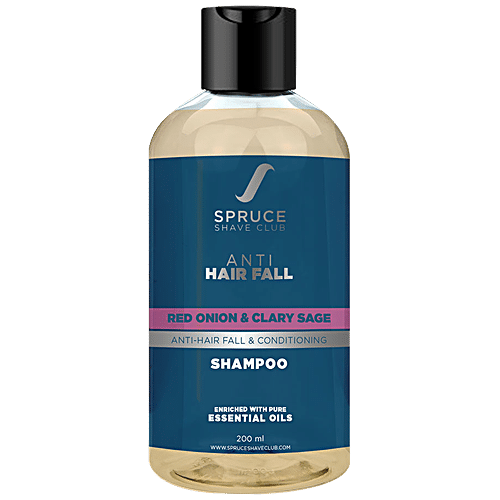 SPRUCE
SHAVE CLUB
ANTI
HAIR FALL
RED ONION & CLARY SAGE
ANTI-HAIR FALL & CONDITIONING
SHAMPOO
ENRICHED WITH PURE
ESSENTIAL OILS
200 ml
WWW.SPRUCESHAVECLUB.COM